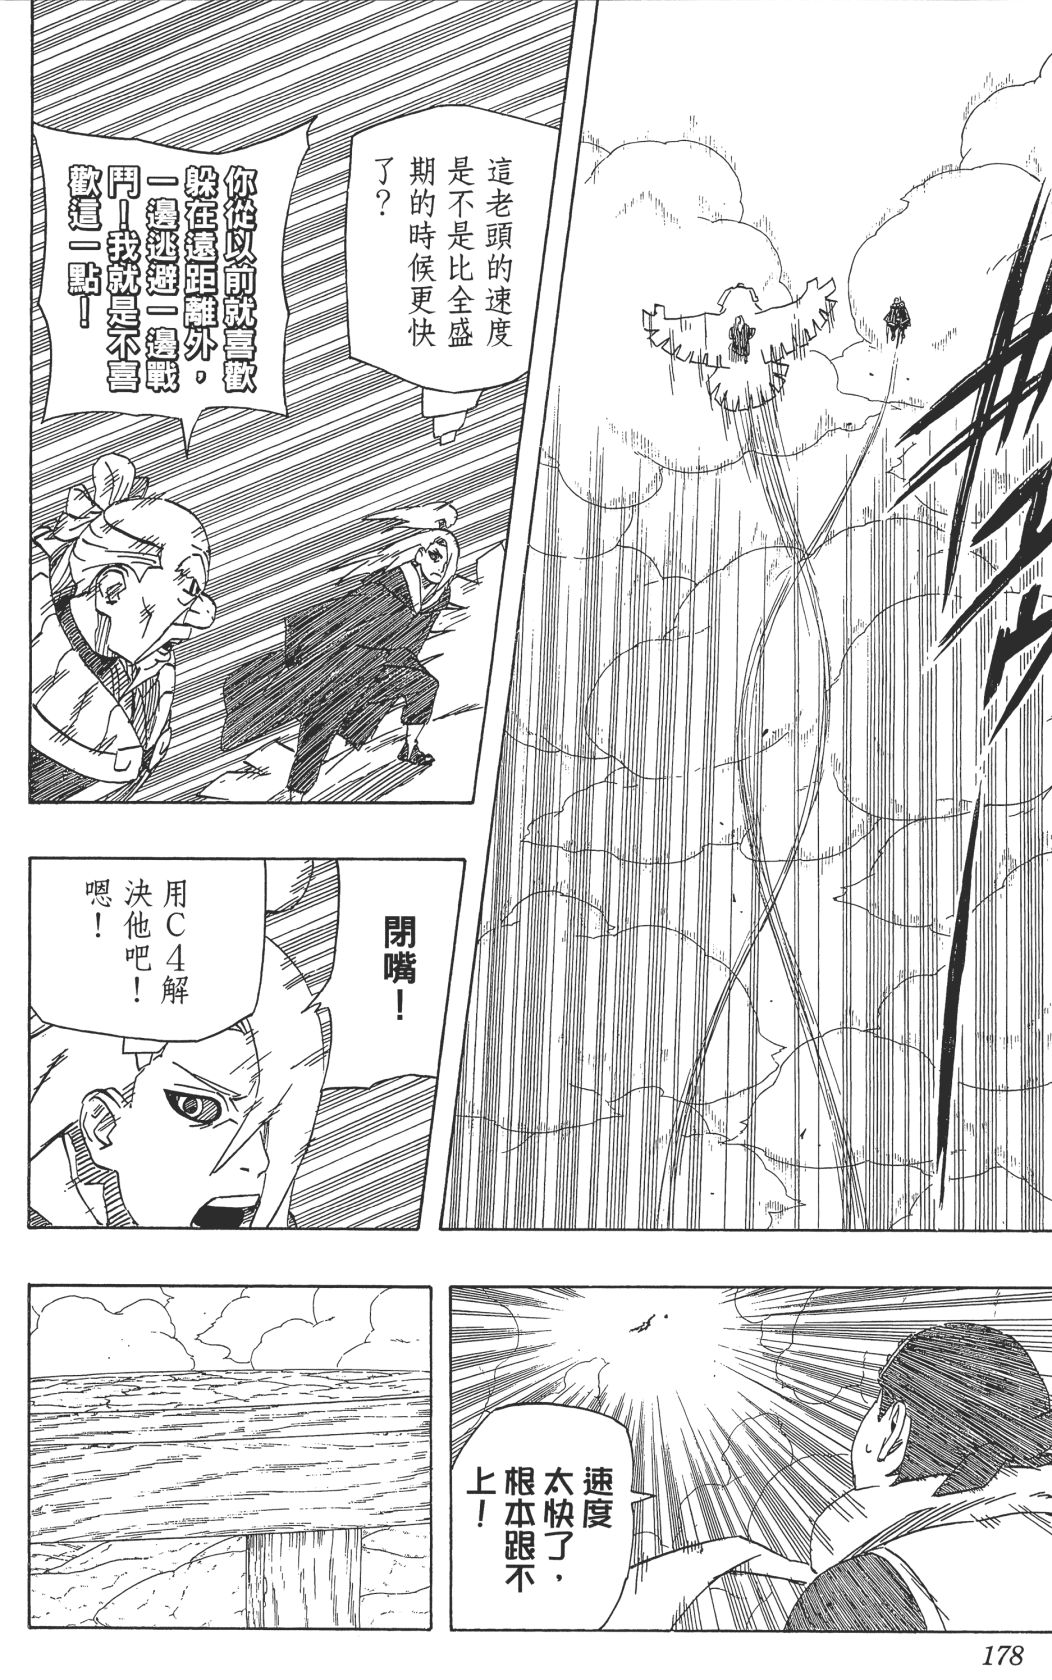 這老頭的速度
是不是比全盛
期的時候更快
了？
你從以前就喜歡
躲在遠距離外，
一邊逃避一邊戰
鬥！我就是不喜
歡這一點！
閉嘴！
用C4解
決他吧！
嗯！
速度
太快了，
根本跟不
上！
178